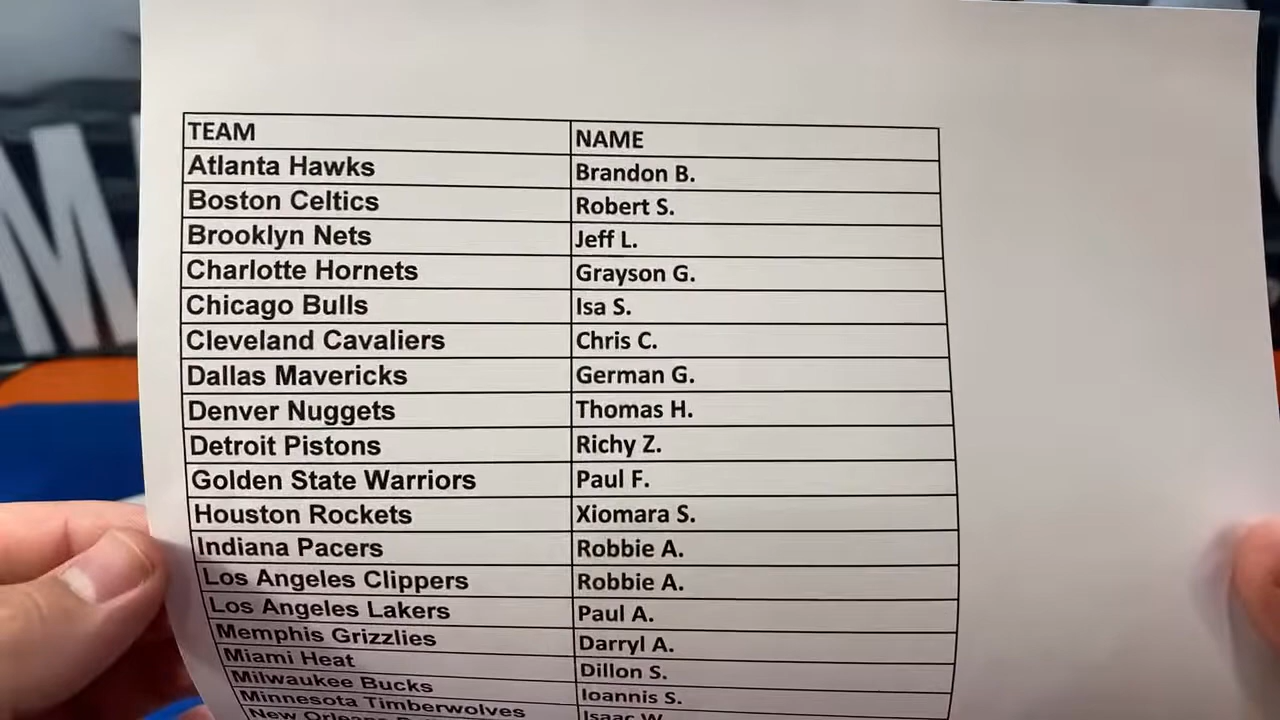 TEAM NAME
Atlanta Hawks Brandon B.
Boston Celtics Robert S.
Brooklyn Nets Jeff L.
Charlotte Hornets Grayson G.
Chicago Bulls Isa S.
Cleveland Cavaliers Chris C.
Dallas Mavericks German G.
Denver Nuggets Thomas H.
Detroit Pistons Richy Z.
Golden State Warriors Paul F.
Houston Rockets Xiomara S.
Indiana Pacers Robbie A.
Los Angeles Clippers Robbie A.
Los Angeles Lakers Paul A.
Memphis Grizzlies Darryl A.
Miami Heat Dillon S.
Milwaukee Bucks Ioannis S.
Minnesota Timberwolves Isaac W.
New Orleans